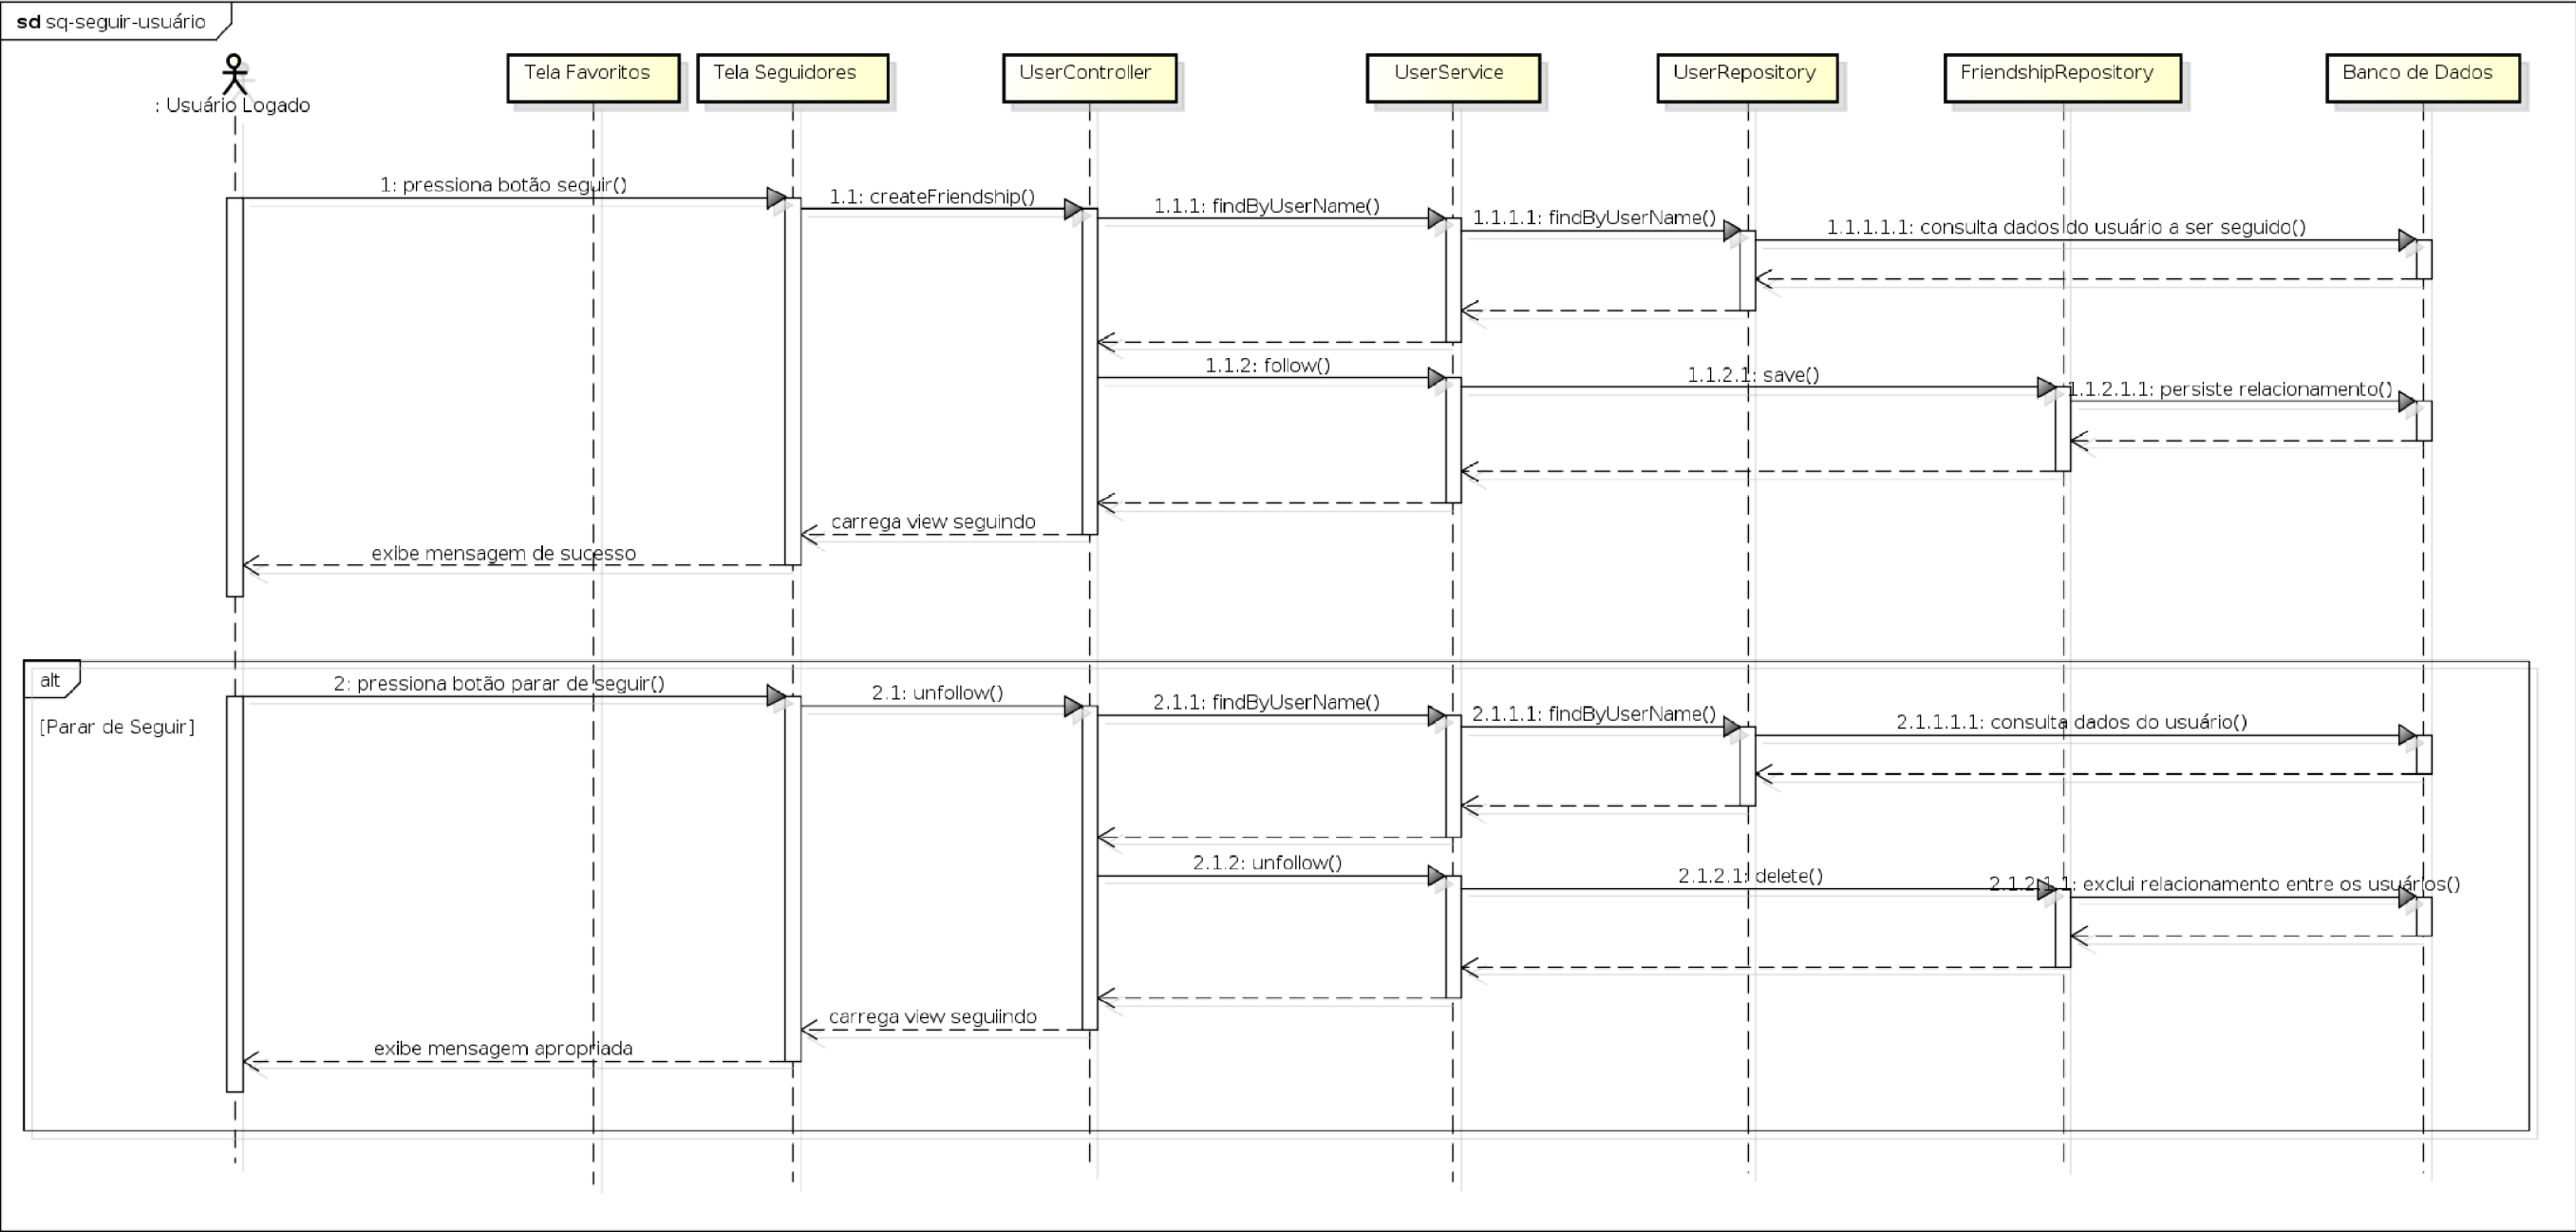 sd sq-seguir-usuário
Tela Favoritos
Tela Seguidores
UserController
UserService
UserRepository
FriendshipRepository
Banco de Dados
: Usuário Logado
1: pressiona botão seguir()
1.1: createFriendship()
1.1.1: findByUserName()
1.1.1.1: findByUserName()
1.1.1.1.1: consulta dados do usuário a ser seguido()
1.1.2: follow()
1.1.2.1: save()
1.1.2.1.1: persiste relacionamento()
carrega view seguindo
exibe mensagem de sucesso
alt
[Parar de Seguir]
2: pressiona botão parar de seguir()
2.1: unfollow()
2.1.1: findByUserName()
2.1.1.1: findByUserName()
2.1.1.1.1: consulta dados do usuário()
2.1.2: unfollow()
2.1.2.1: delete()
2.1.2.1.1: exclui relacionamento entre os usuários()
carrega view seguiindo
exibe mensagem apropriada